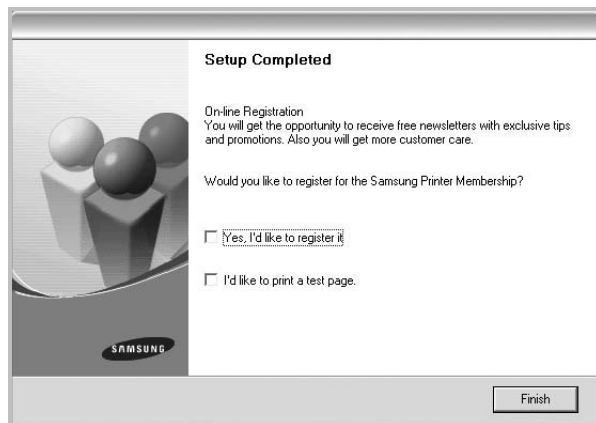 Setup Completed
On-line Registration
You will get the opportunity to receive free newsletters with exclusive tips
and promotions. Also you will get more customer care.
Would you like to register for the Samsung Printer Membership?
Yes, I'd like to register it
I'd like to print a test page.
SAMSUNG
Finish